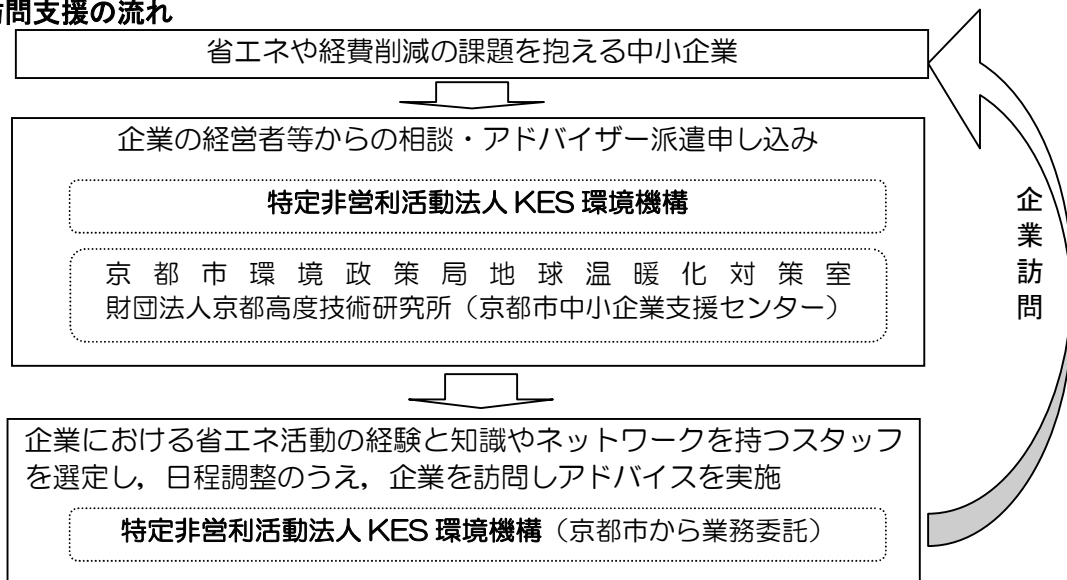 訪問支援の流れ
省エネや経費削減の課題を抱える中小企業
企業の経営者等からの相談・アドバイザー派遣申し込み
特定非営利活動法人 KES 環境機構
京都市環境政策局地球温暖化対策室
財団法人京都高度技術研究所（京都市中小企業支援センター）
企業訪問
企業における省エネ活動の経験と知識やネットワークを持つスタッフ
を選定し，日程調整のうえ，企業を訪問しアドバイスを実施
特定非営利活動法人 KES 環境機構（京都市から業務委託）